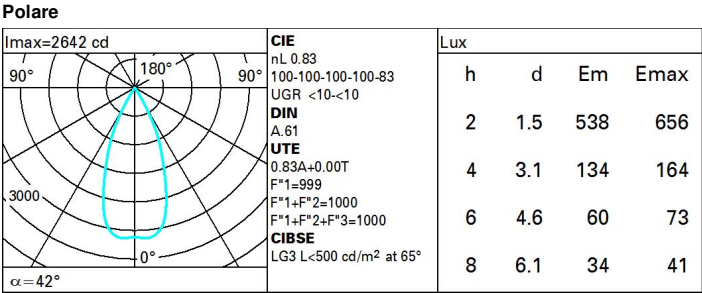 Polare
Imax=2642 cd
90° 180° 90°
3000
0°
α=42°
CIE
nL 0.83
100-100-100-100-83
UGR <10-<10
DIN
A.61
UTE
0.83A+0.00T
F"1=999
F"1+F"2=1000
F"1+F"2+F"3=1000
CIBSE
LG3 L<500 cd/m² at 65°
Lux
h d Em Emax
2 1.5 538 656
4 3.1 134 164
6 4.6 60 73
8 6.1 34 41